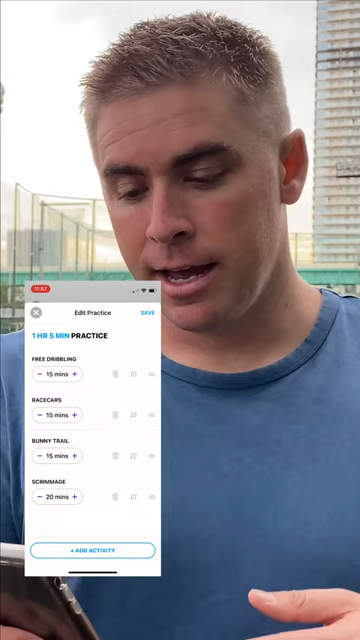 11:57
Edit Practice
SAVE
1 HR 5 MIN PRACTICE
FREE DRIBBLING
− 15 mins +
RACECARS
− 15 mins +
BUNNY TRAIL
− 15 mins +
SCRIMMAGE
− 20 mins +
+ ADD ACTIVITY